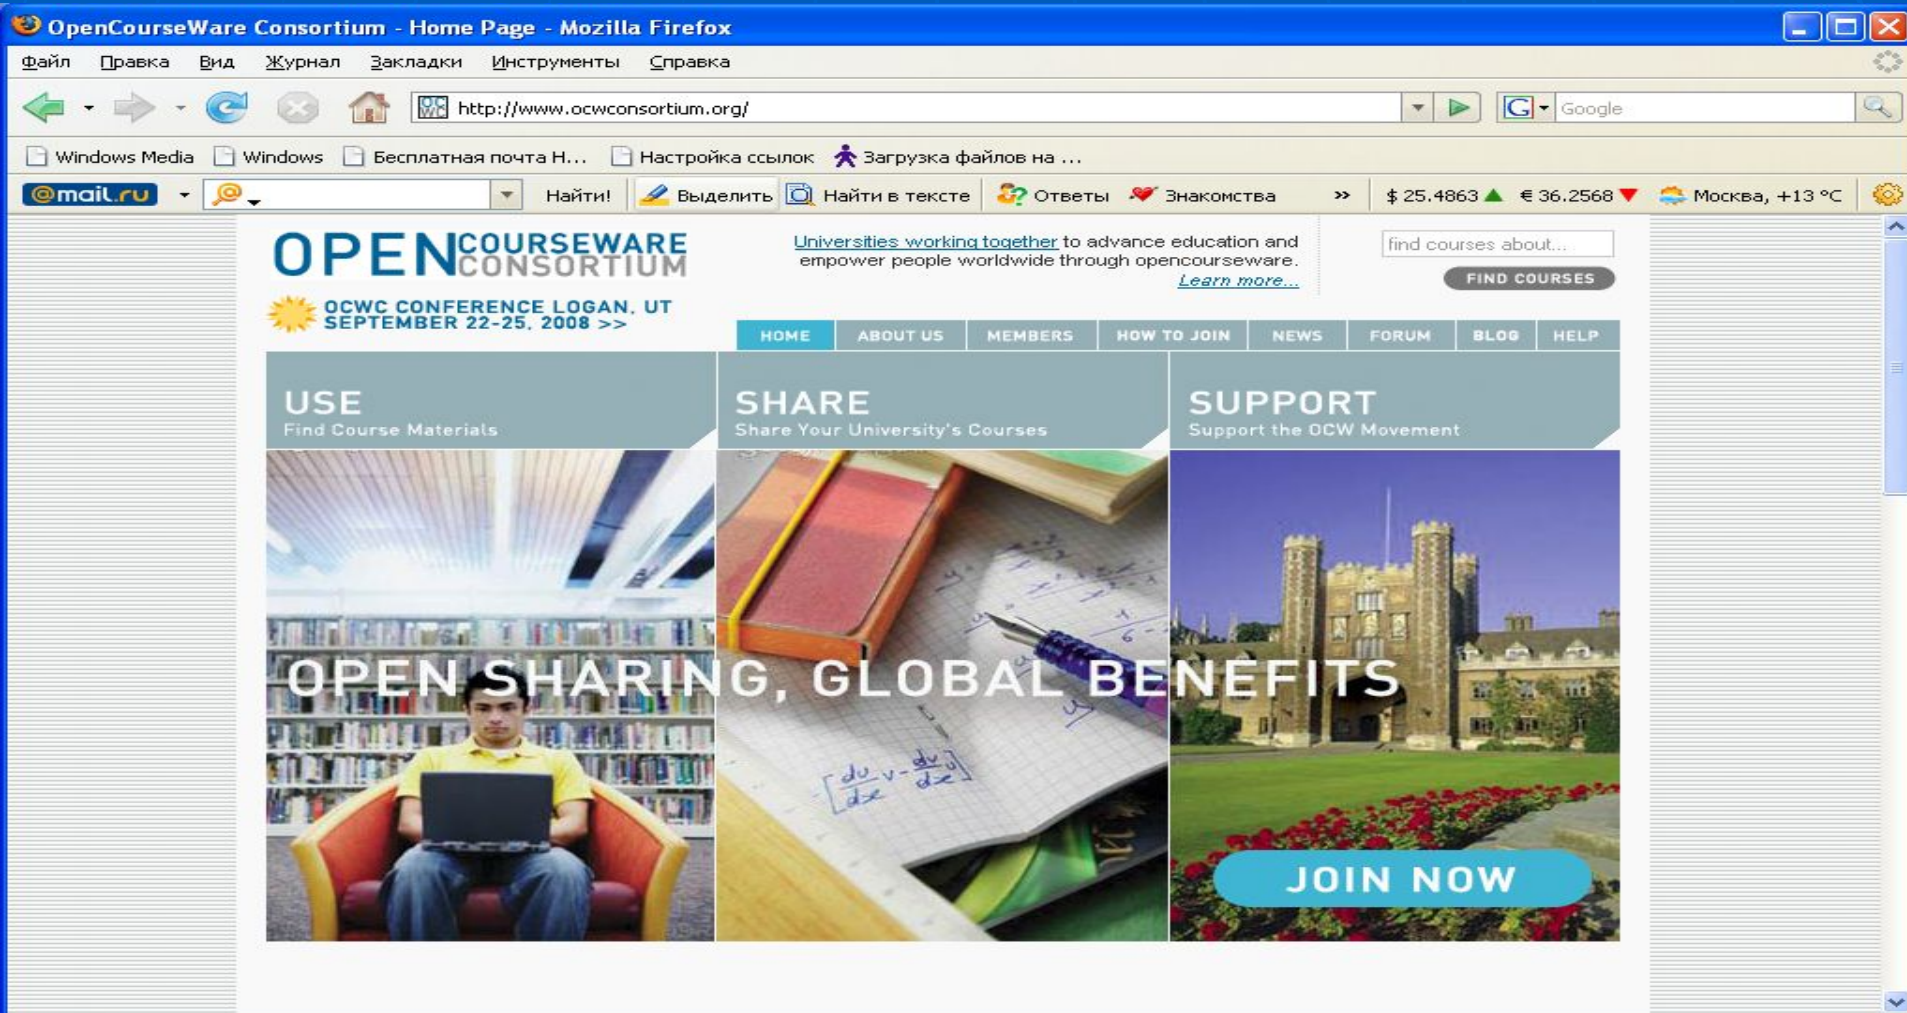 OpenCourseWare Consortium - Home Page - Mozilla Firefox
Файл Правка Вид Журнал Закладки Инструменты Справка
http://www.ocwconsortium.org/ Google
Windows Media Windows Бесплатная почта H... Настройка ссылок Загрузка файлов на ...
@mail.ru Найти! Выделить Найти в тексте Ответы Знакомства » $ 25.4863 € 36.2568 Москва, +13 °C
OPENCOURSEWARE
CONSORTIUM
Universities working together to advance education and
empower people worldwide through opencourseware.
Learn more...
find courses about...
FIND COURSES
OCWC CONFERENCE LOGAN, UT
SEPTEMBER 22-25, 2008 >>
HOME ABOUT US MEMBERS HOW TO JOIN NEWS FORUM BLOG HELP
USE
Find Course Materials
SHARE
Share Your University's Courses
SUPPORT
Support the OCW Movement
OPEN SHARING, GLOBAL BENEFITS
du/dx v - dv/dx u
JOIN NOW